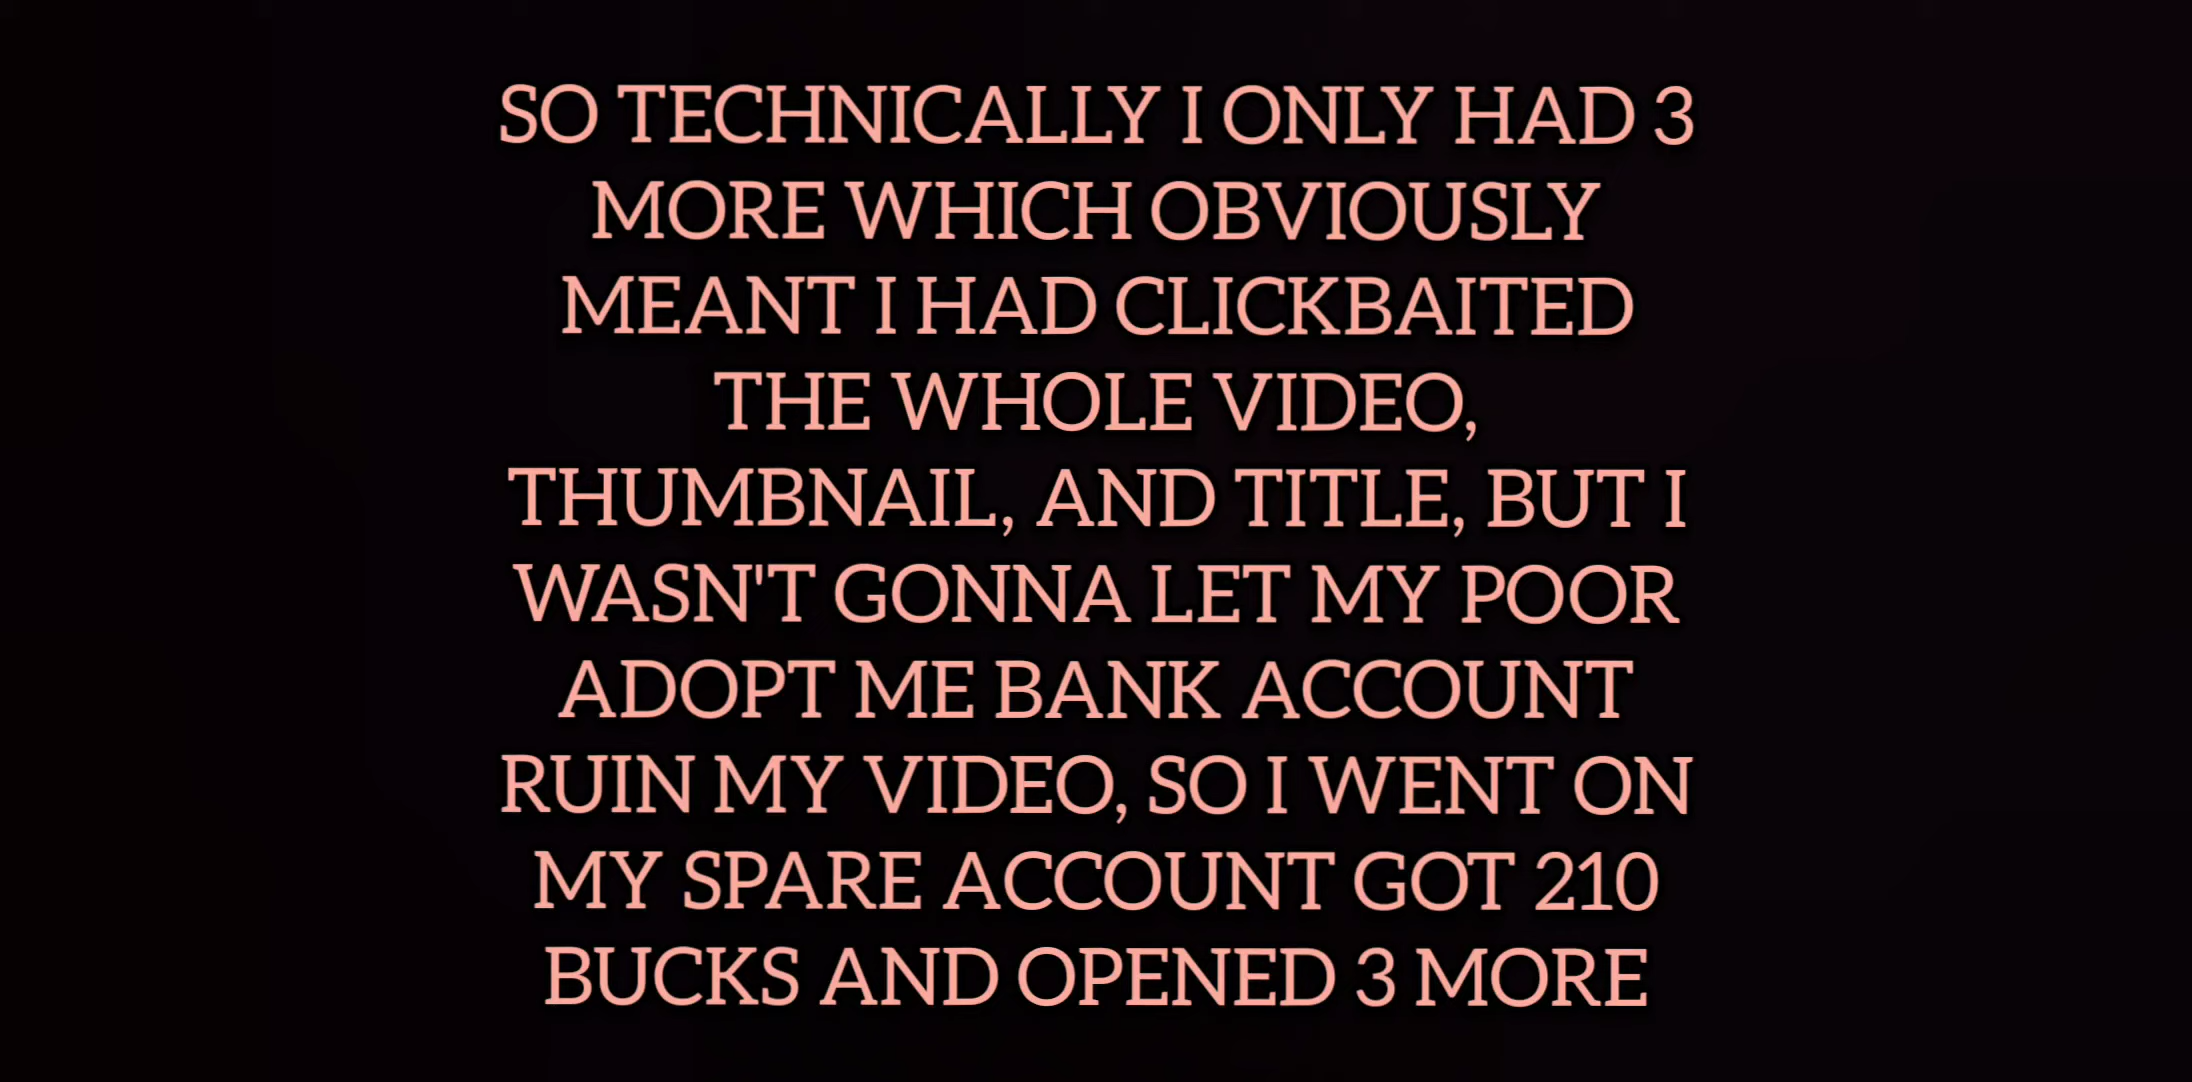 SO TECHNICALLY I ONLY HAD 3
MORE WHICH OBVIOUSLY
MEANT I HAD CLICKBAITED
THE WHOLE VIDEO,
THUMBNAIL, AND TITLE, BUT I
WASN'T GONNA LET MY POOR
ADOPT ME BANK ACCOUNT
RUIN MY VIDEO, SO I WENT ON
MY SPARE ACCOUNT GOT 210
BUCKS AND OPENED 3 MORE